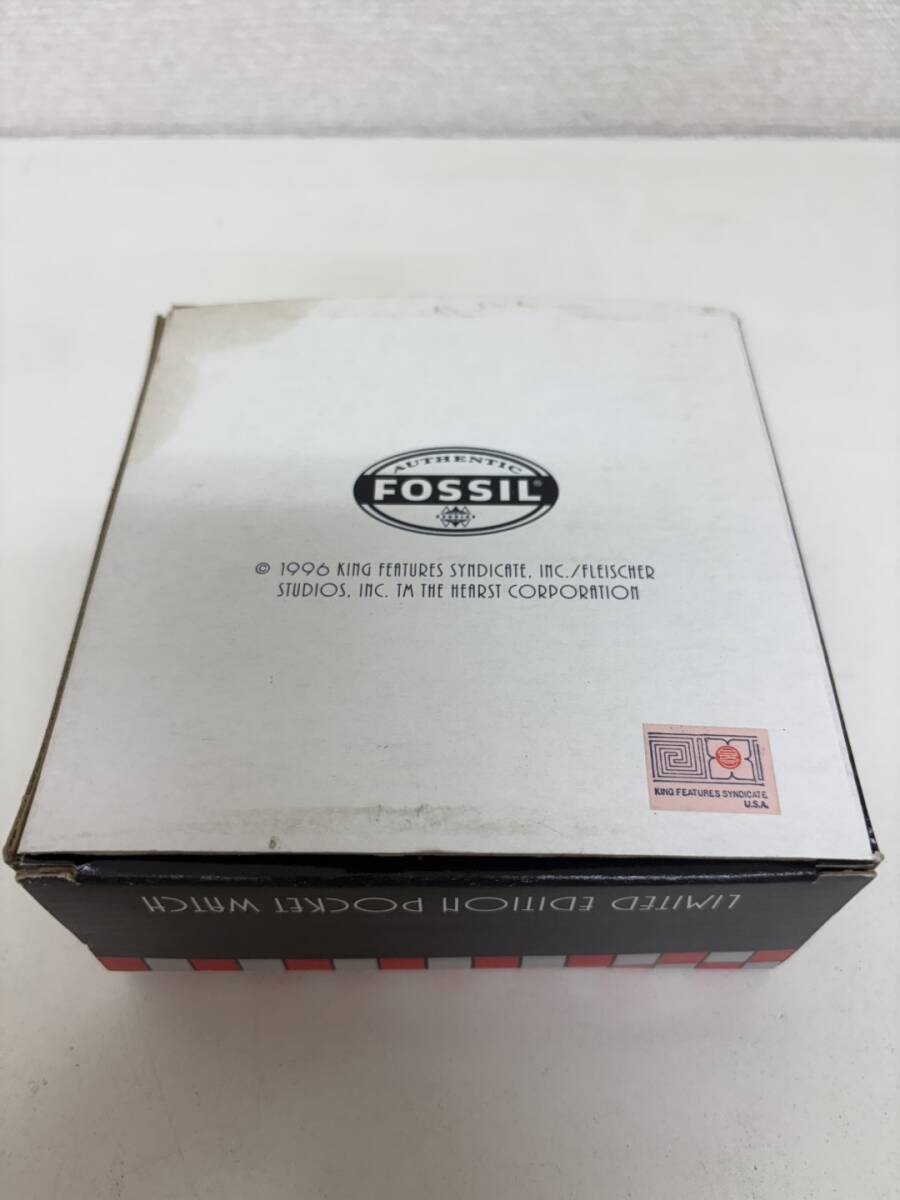 AUTHENTIC
FOSSIL®
© 1996 KING FEATURES SYNDICATE, INC./FLEISCHER
STUDIOS, INC. TM THE HEARST CORPORATION
KING FEATURES SYNDICATE
U.S.A.
LIMITED EDITION POCKET WATCH